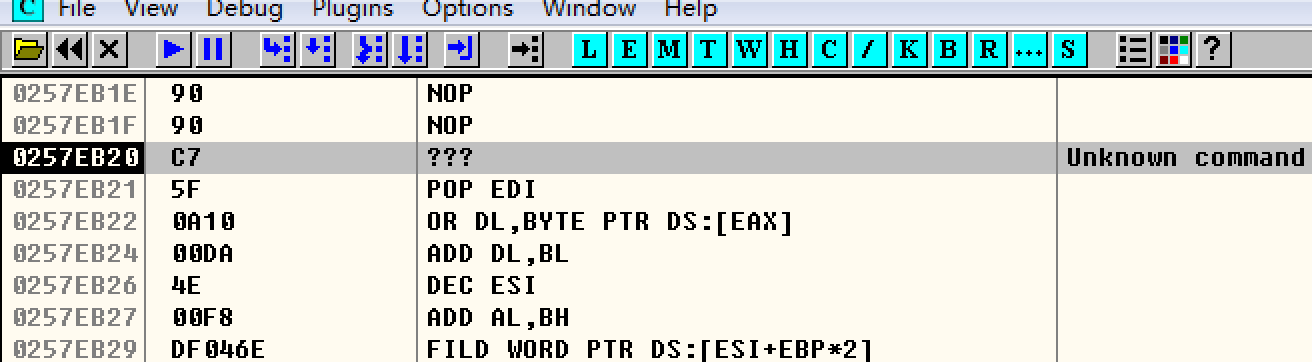 C File View Debug Plugins Options Window Help
L E M T W H C / K B R ... S ?
0257EB1E 90 NOP
0257EB1F 90 NOP
0257EB20 C7 ??? Unknown command
0257EB21 5F POP EDI
0257EB22 0A10 OR DL,BYTE PTR DS:[EAX]
0257EB24 00DA ADD DL,BL
0257EB26 4E DEC ESI
0257EB27 00F8 ADD AL,BH
0257EB29 DF046E FILD WORD PTR DS:[ESI+EBP*2]